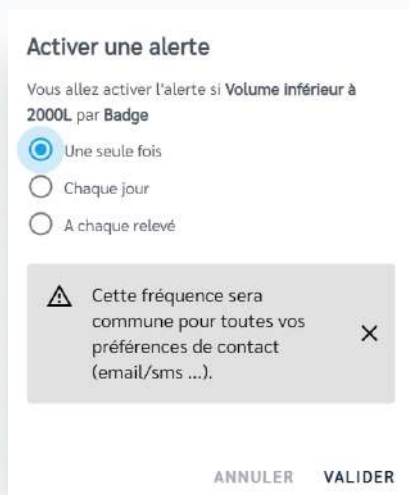 Activer une alerte
Vous allez activer l'alerte si Volume inférieur à
2000L par Badge
Une seule fois
Chaque jour
A chaque relevé
Cette fréquence sera
commune pour toutes vos
préférences de contact
(email/sms ...).
ANNULER VALIDER